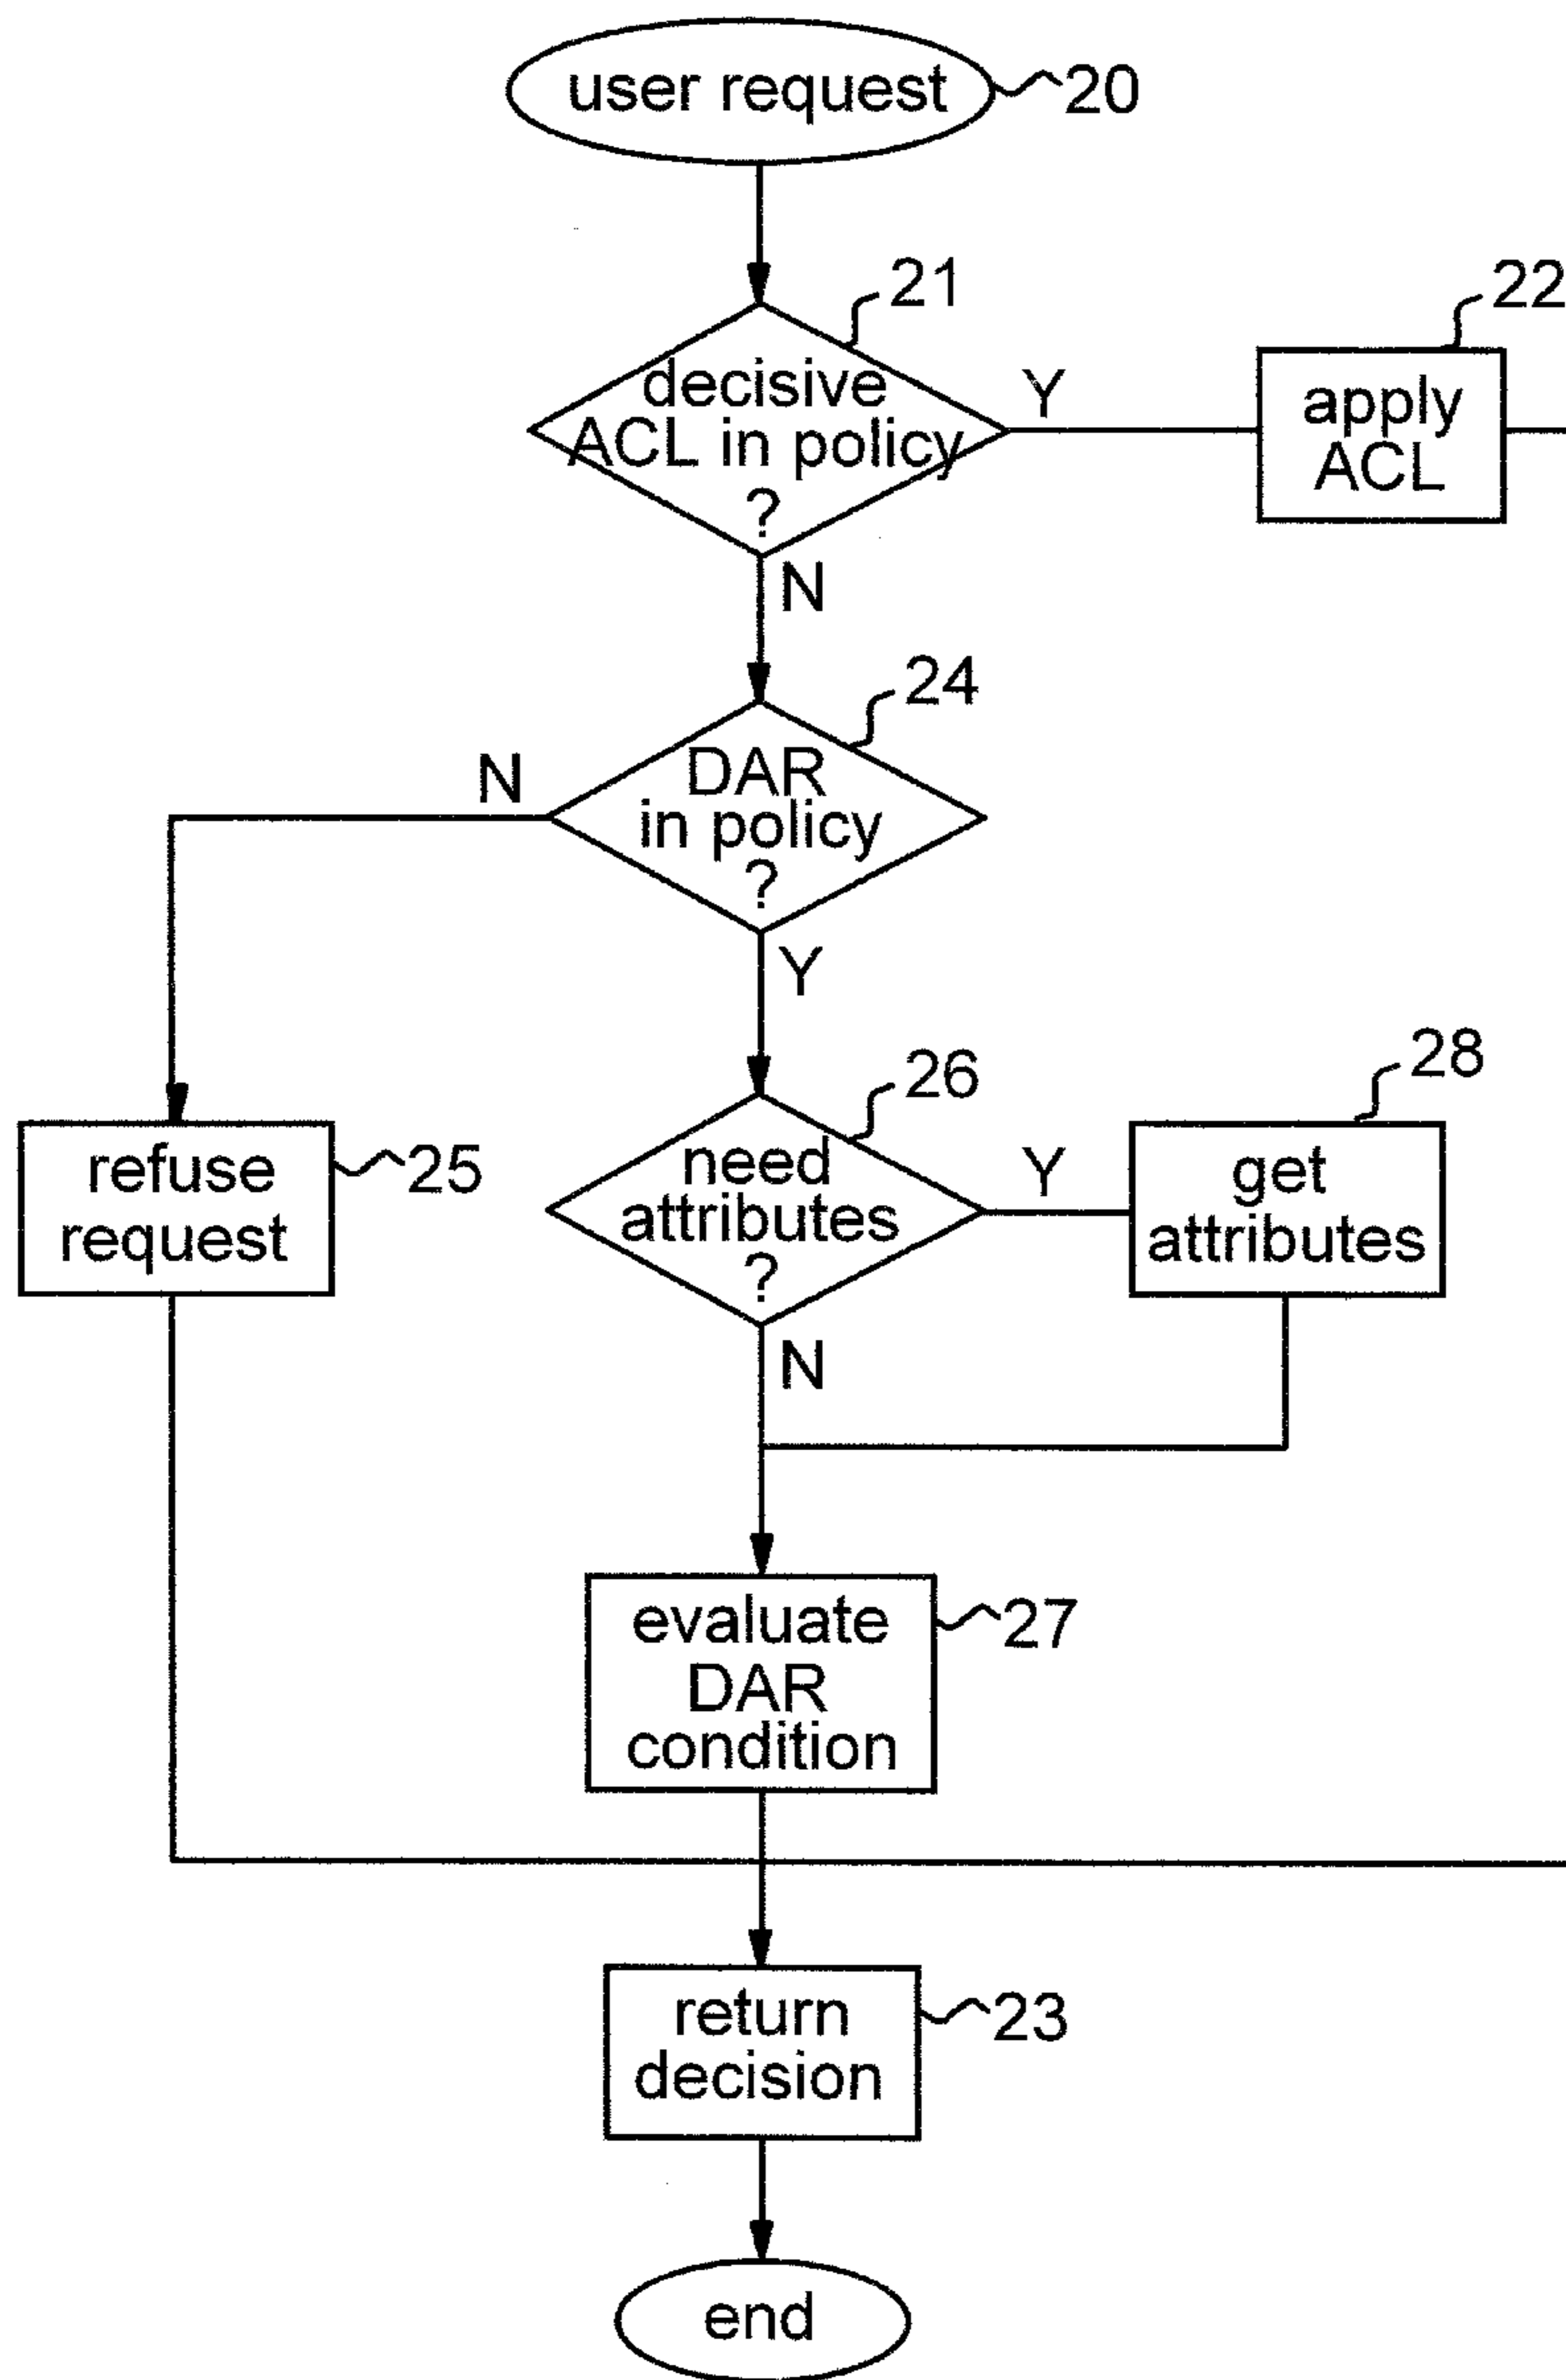 user request
20
21
22
decisive
ACL in policy
?
Y
apply
ACL
N
24
N
DAR
in policy
?
Y
26
28
refuse
request
25
need
attributes
?
Y
get
attributes
N
evaluate
DAR
condition
27
return
decision
23
end